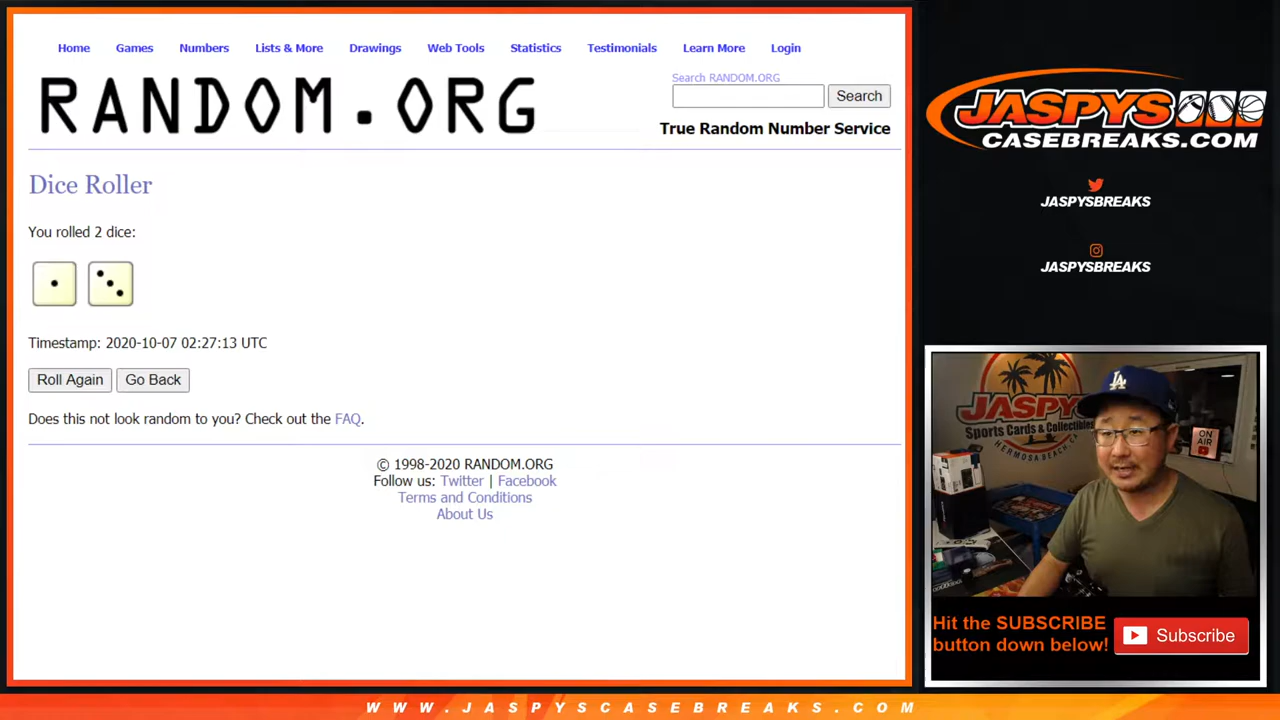 Home Games Numbers Lists & More Drawings Web Tools Statistics Testimonials Learn More Login
RANDOM.ORG
Search RANDOM.ORG
Search
True Random Number Service
Dice Roller
You rolled 2 dice:
Timestamp: 2020-10-07 02:27:13 UTC
Roll Again Go Back
Does this not look random to you? Check out the FAQ.
© 1998-2020 RANDOM.ORG
Follow us: Twitter | Facebook
Terms and Conditions
About Us
JASPYS
CASEBREAKS.COM
JASPYSBREAKS
JASPYSBREAKS
JASPYS
Sports Cards & Collectibles
HERMOSA BEACH, CA
LA
ON
AIR
Hit the SUBSCRIBE
button down below!
Subscribe
WWW.JASPYSCASEBREAKS.COM